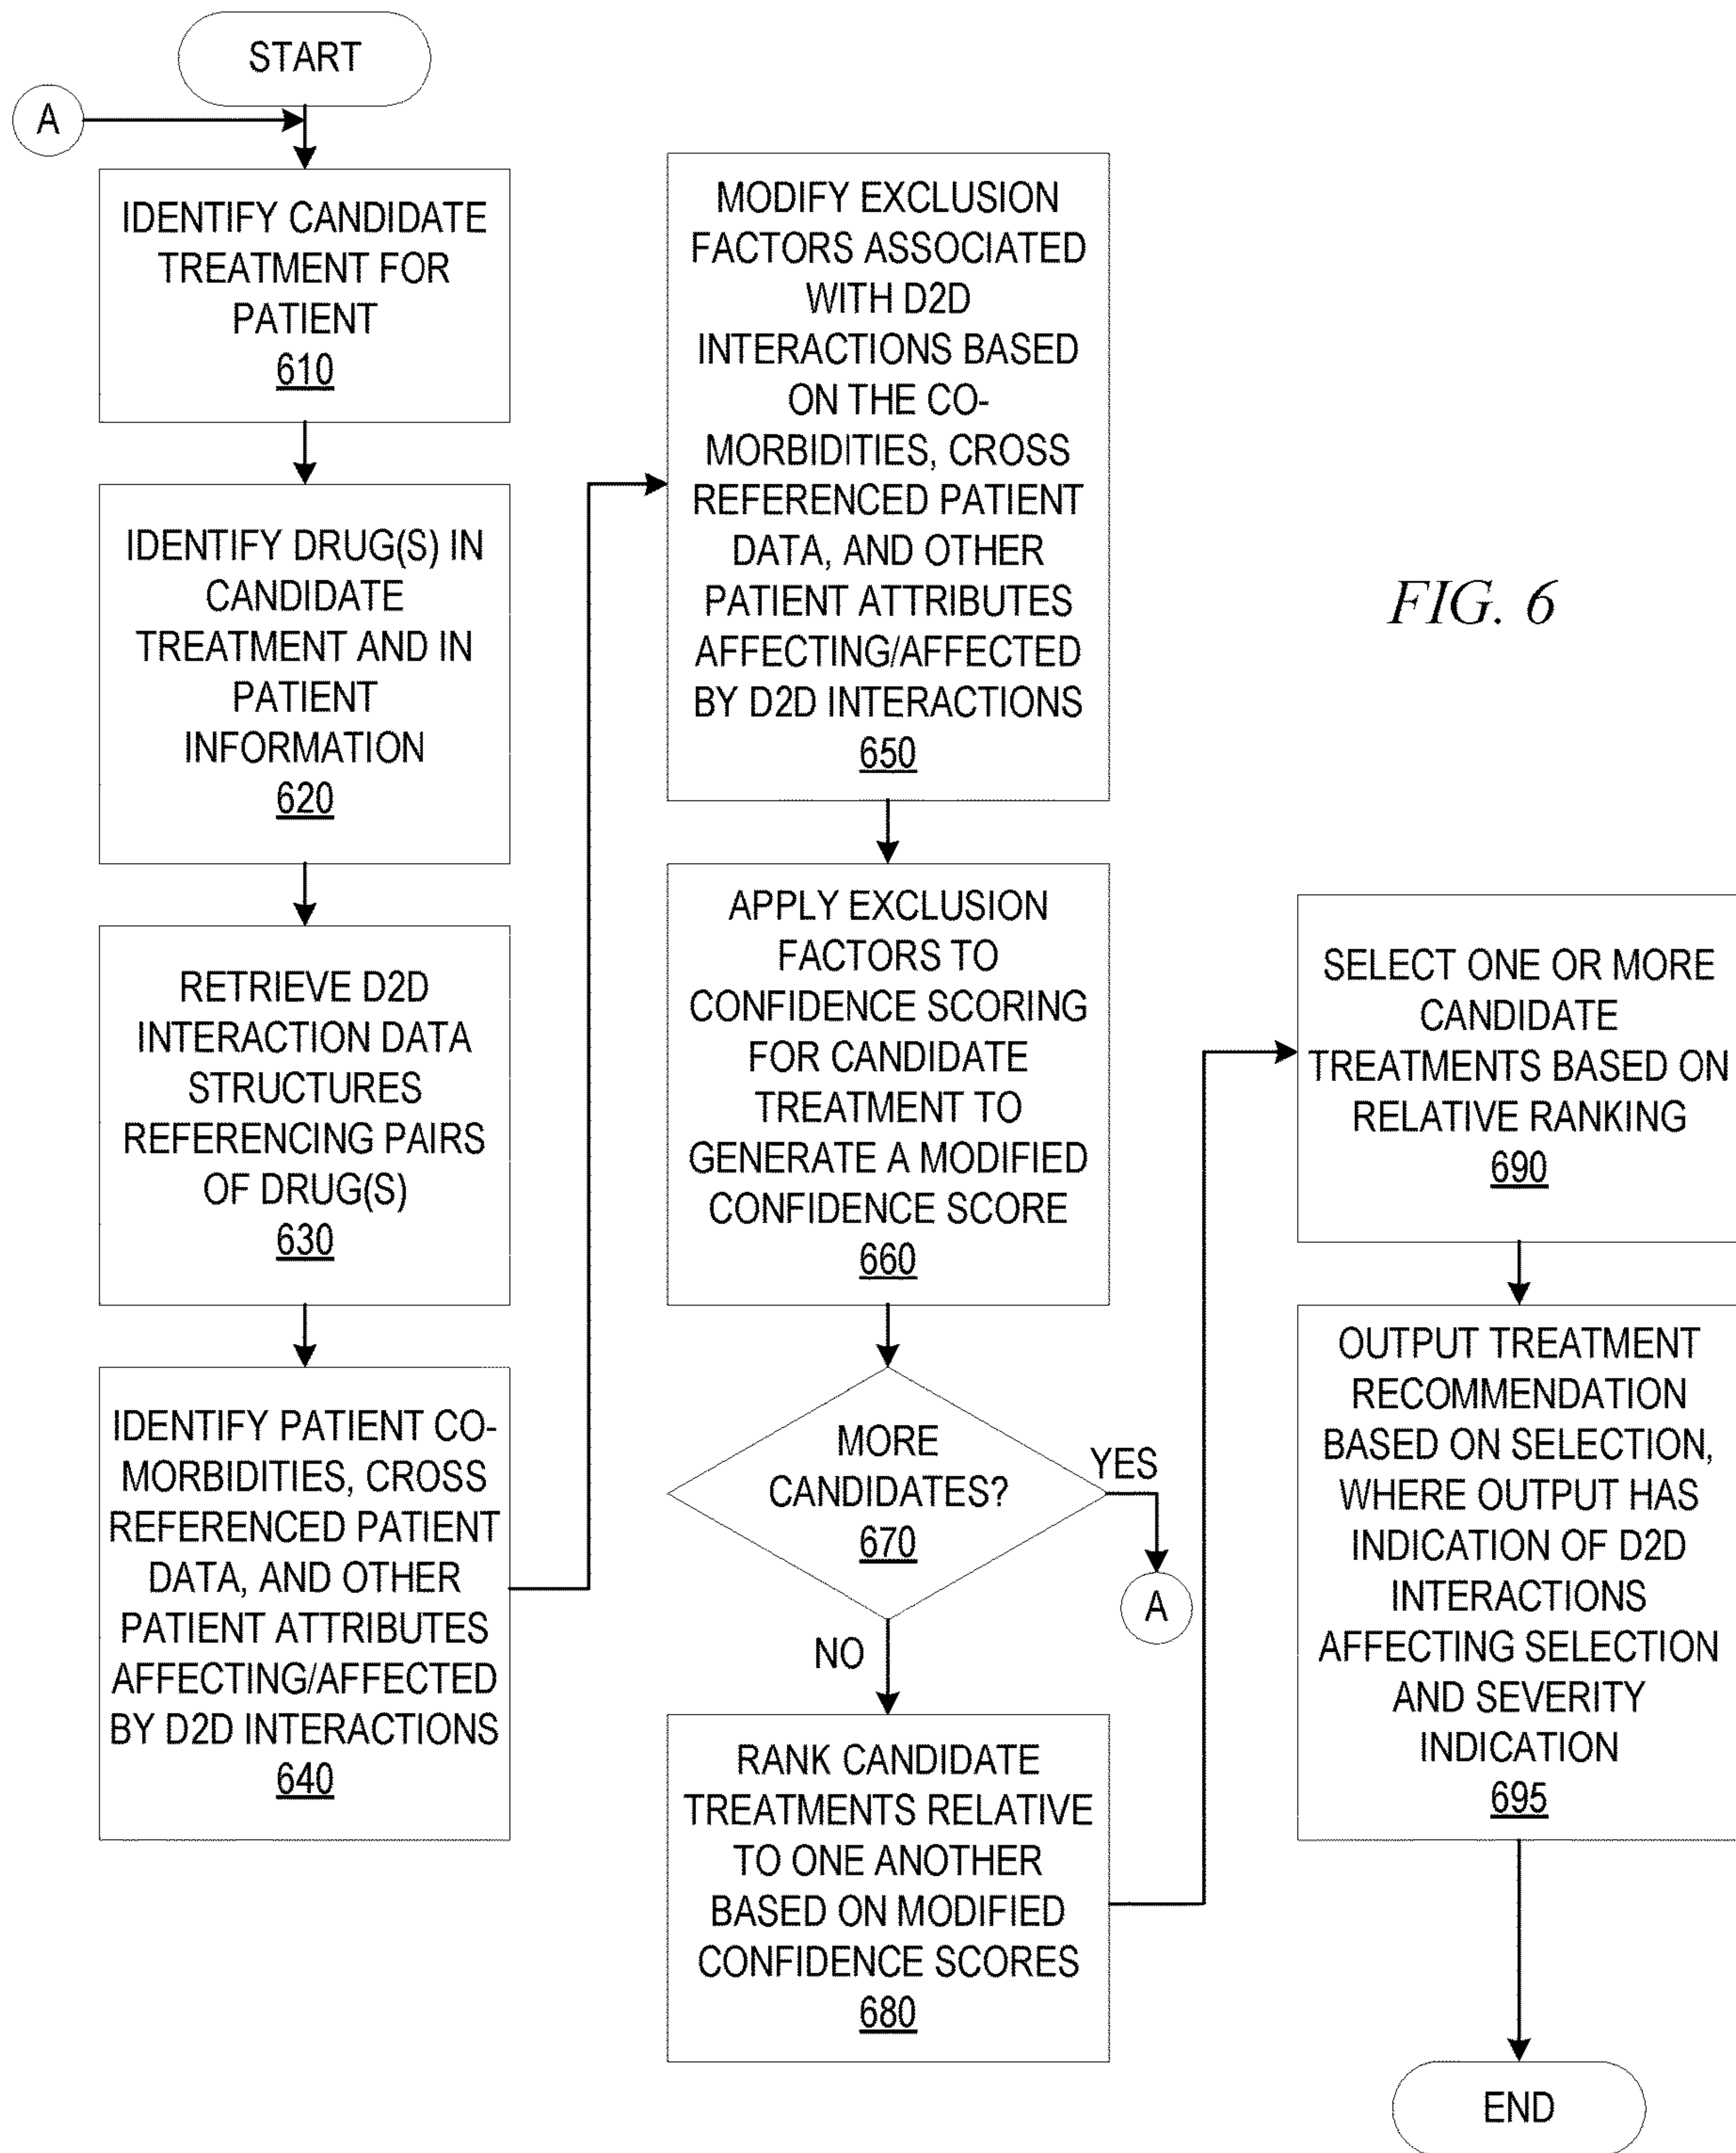 START
A
IDENTIFY CANDIDATE
TREATMENT FOR
PATIENT
610
IDENTIFY DRUG(S) IN
CANDIDATE
TREATMENT AND IN
PATIENT
INFORMATION
620
RETRIEVE D2D
INTERACTION DATA
STRUCTURES
REFERENCING PAIRS
OF DRUG(S)
630
IDENTIFY PATIENT CO-
MORBIDITIES, CROSS
REFERENCED PATIENT
DATA, AND OTHER
PATIENT ATTRIBUTES
AFFECTING/AFFECTED
BY D2D INTERACTIONS
640
MODIFY EXCLUSION
FACTORS ASSOCIATED
WITH D2D
INTERACTIONS BASED
ON THE CO-
MORBIDITIES, CROSS
REFERENCED PATIENT
DATA, AND OTHER
PATIENT ATTRIBUTES
AFFECTING/AFFECTED
BY D2D INTERACTIONS
650
APPLY EXCLUSION
FACTORS TO
CONFIDENCE SCORING
FOR CANDIDATE
TREATMENT TO
GENERATE A MODIFIED
CONFIDENCE SCORE
660
MORE
CANDIDATES?
670
YES
A
NO
RANK CANDIDATE
TREATMENTS RELATIVE
TO ONE ANOTHER
BASED ON MODIFIED
CONFIDENCE SCORES
680
FIG. 6
SELECT ONE OR MORE
CANDIDATE
TREATMENTS BASED ON
RELATIVE RANKING
690
OUTPUT TREATMENT
RECOMMENDATION
BASED ON SELECTION,
WHERE OUTPUT HAS
INDICATION OF D2D
INTERACTIONS
AFFECTING SELECTION
AND SEVERITY
INDICATION
695
END